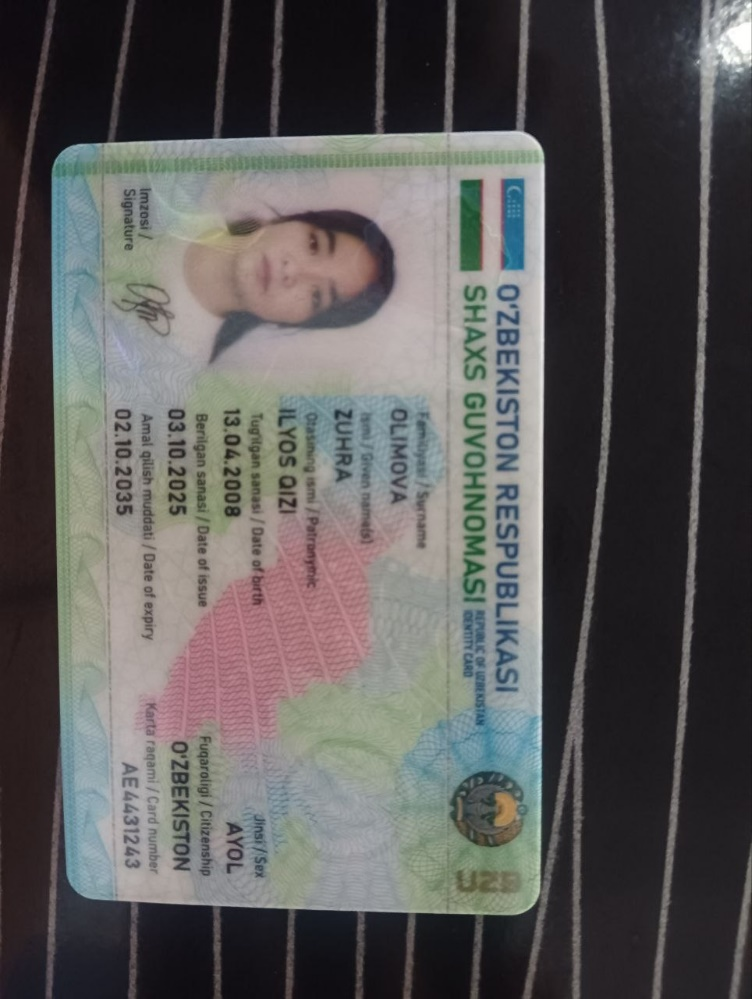 O‘ZBEKISTON RESPUBLIKASI
SHAXS GUVOHNOMASI REPUBLIC OF UZBEKISTAN IDENTITY CARD
Familiyasi / Surname
OLIMOVA
Ismi / Given name(s)
ZUHRA
Otasining ismi / Patronymic
ILYOS QIZI
Tug‘ilgan sanasi / Date of birth
13.04.2008
Jinsi / Sex
AYOL
Berilgan sanasi / Date of issue
03.10.2025
Fuqaroligi / Citizenship
O‘ZBEKISTON
Amal qilish muddati / Date of expiry
02.10.2035
Karta raqami / Card number
AE4431243
Imzosi /
Signature
UZB